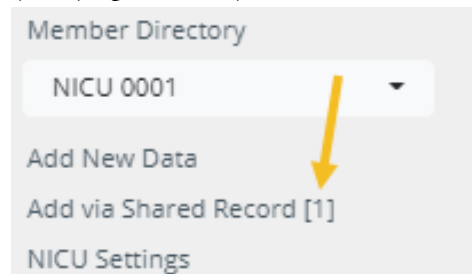 Member Directory
NICU 0001
Add New Data
Add via Shared Record [1]
NICU Settings